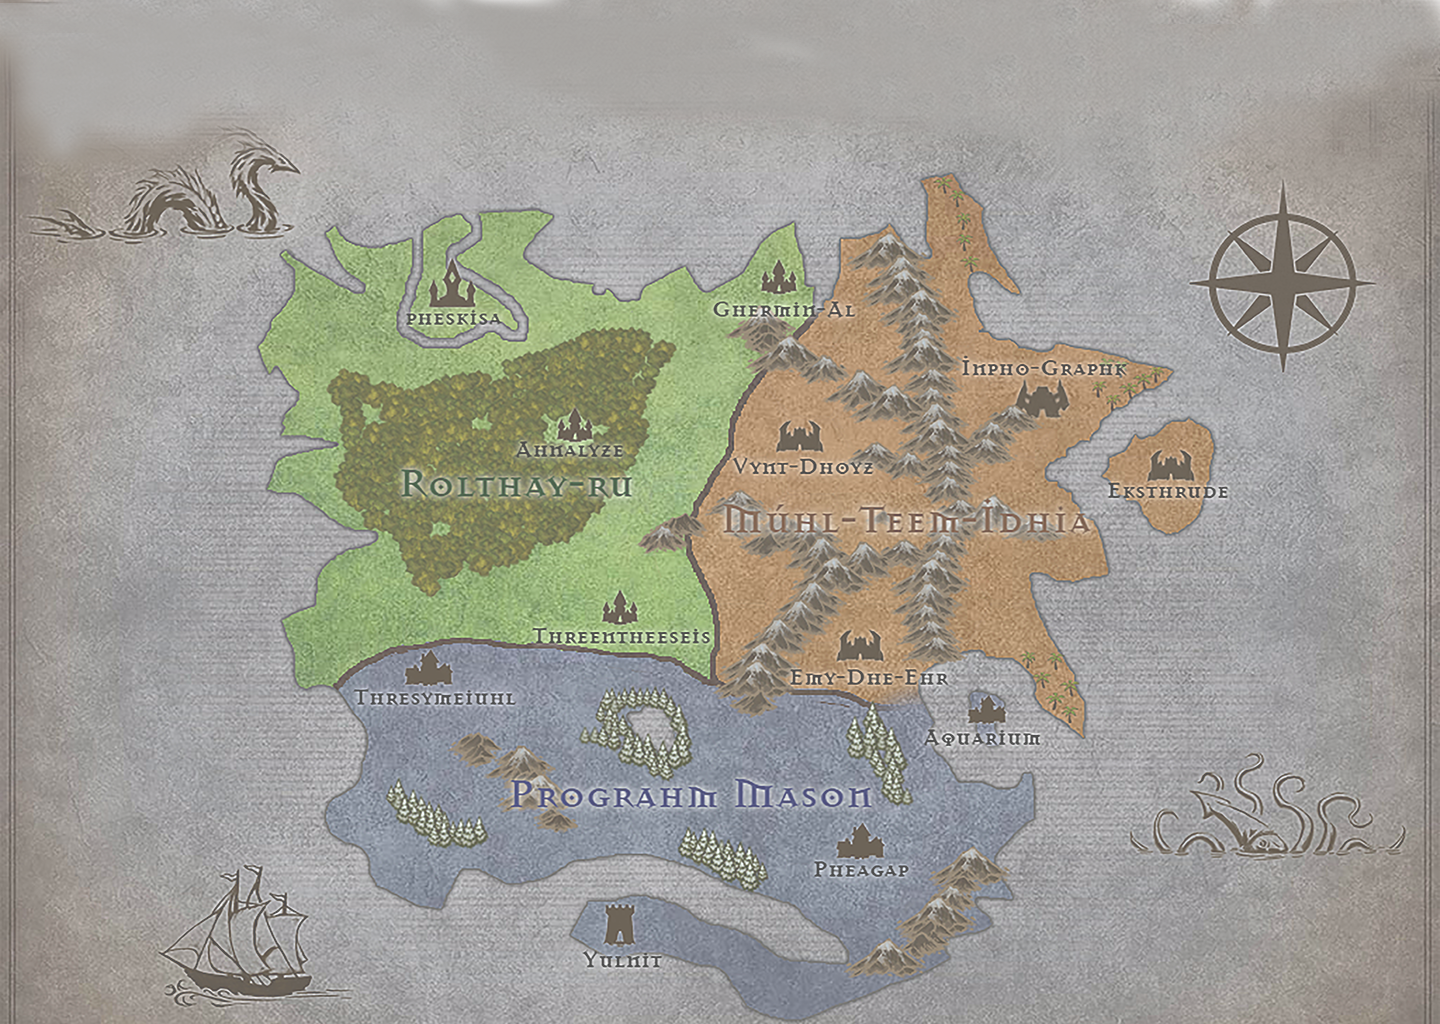 Pheskisa
Ghermin-Al
Inpho-Graphk
Ahnalyze
Vynt-Dhoyz
Rolthay-ru
Eksthrude
Múhl-Teem-Idhia
Threentheeseis
Emy-Dhe-Ehr
Thresymeiuhl
Aquarium
Prograhm Mason
Pheagap
Yulnit